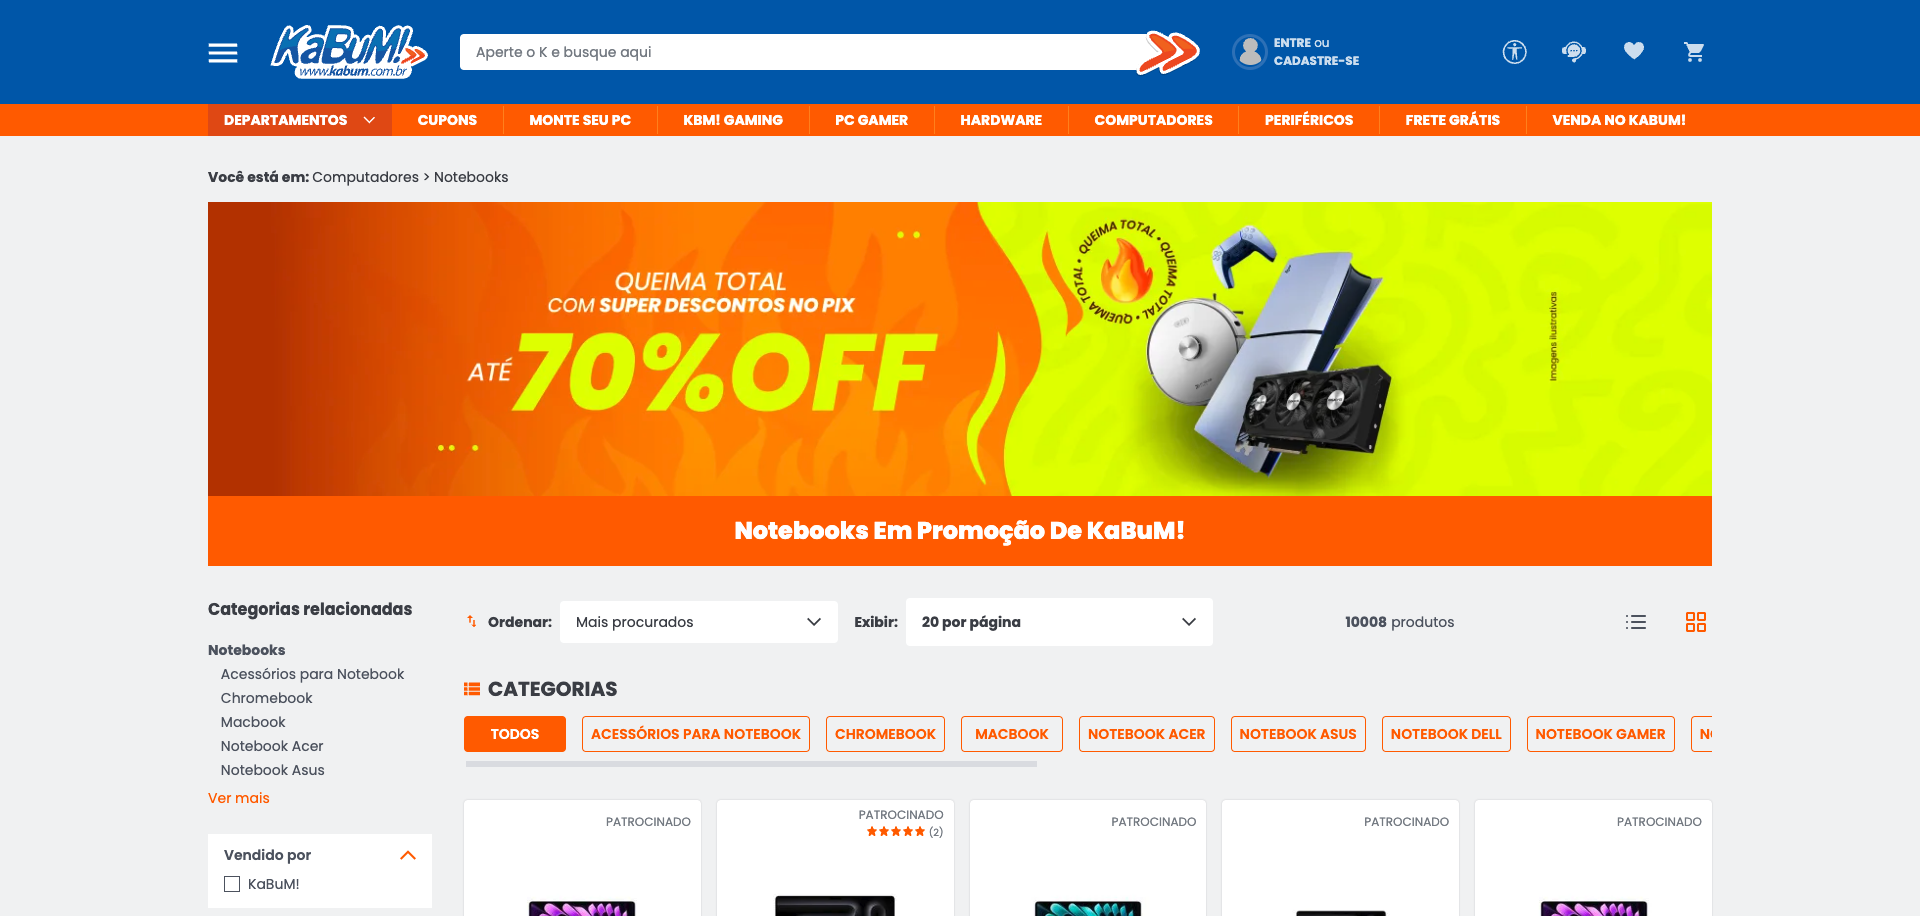 KaBuM!
www.kabum.com.br
Aperte o K e busque aqui
ENTRE ou
CADASTRE-SE
DEPARTAMENTOS
CUPONS
MONTE SEU PC
KBM! GAMING
PC GAMER
HARDWARE
COMPUTADORES
PERIFÉRICOS
FRETE GRÁTIS
VENDA NO KABUM!
Você está em: Computadores > Notebooks
QUEIMA TOTAL
COM SUPER DESCONTOS NO PIX
ATÉ 70%OFF
QUEIMA TOTAL • QUEIMA TOTAL • QUEIMA TOTAL •
Imagens ilustrativas
Notebooks Em Promoção De KaBuM!
Categorias relacionadas
Notebooks
Acessórios para Notebook
Chromebook
Macbook
Notebook Acer
Notebook Asus
Ver mais
Vendido por
KaBuM!
Ordenar: Mais procurados
Exibir: 20 por página
10008 produtos
CATEGORIAS
TODOS
ACESSÓRIOS PARA NOTEBOOK
CHROMEBOOK
MACBOOK
NOTEBOOK ACER
NOTEBOOK ASUS
NOTEBOOK DELL
NOTEBOOK GAMER
PATROCINADO
PATROCINADO
(2)
PATROCINADO
PATROCINADO
PATROCINADO